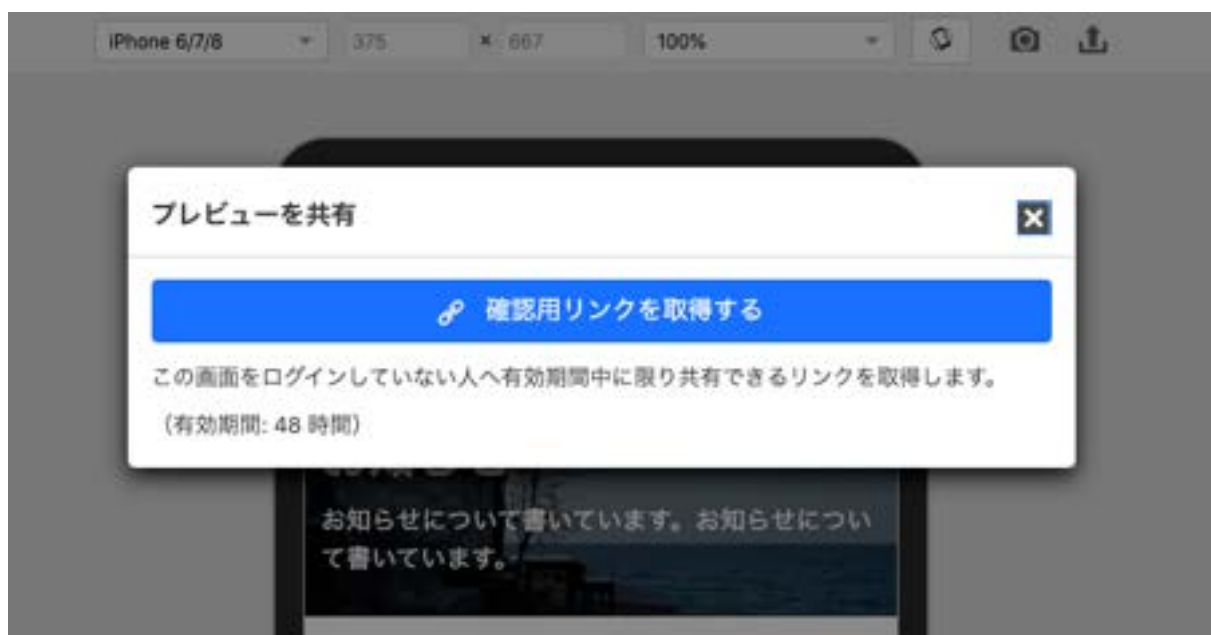 iPhone 6/7/8 375 × 667 100%
プレビューを共有
確認用リンクを取得する
この画面をログインしていない人へ有効期間中に限り共有できるリンクを取得します。
（有効期間: 48 時間）
お知らせ
お知らせについて書いています。お知らせについ
て書いています。